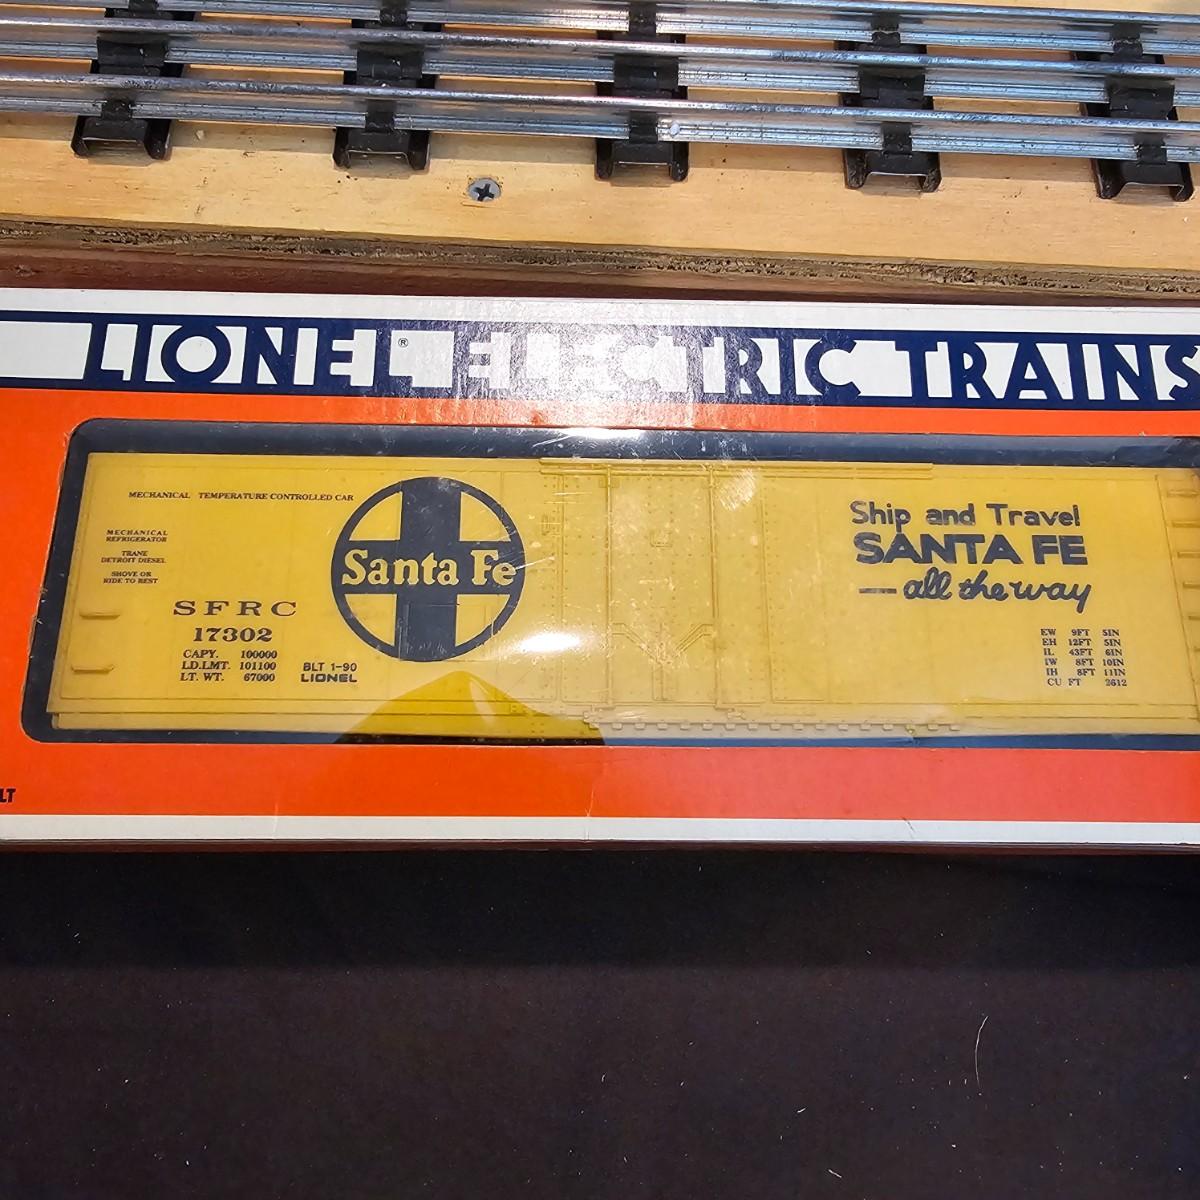 LIONEL® ELECTRIC TRAINS
MECHANICAL TEMPERATURE CONTROLLED CAR
MECHANICAL
REFRIGERATOR
TRANE
DETROIT DIESEL
SHOVE OR
RIDE TO REST
Santa Fe
SFRC
17302
CAPY. 100000
LD.LMT. 101100
LT. WT. 67000
BLT 1-90
LIONEL
Ship and Travel
SANTA FE
— all the way
EW 9FT 5IN
EH 12FT 5IN
IL 43FT 6IN
IW 8FT 10IN
IH 8FT 11IN
CU FT 2612
LT